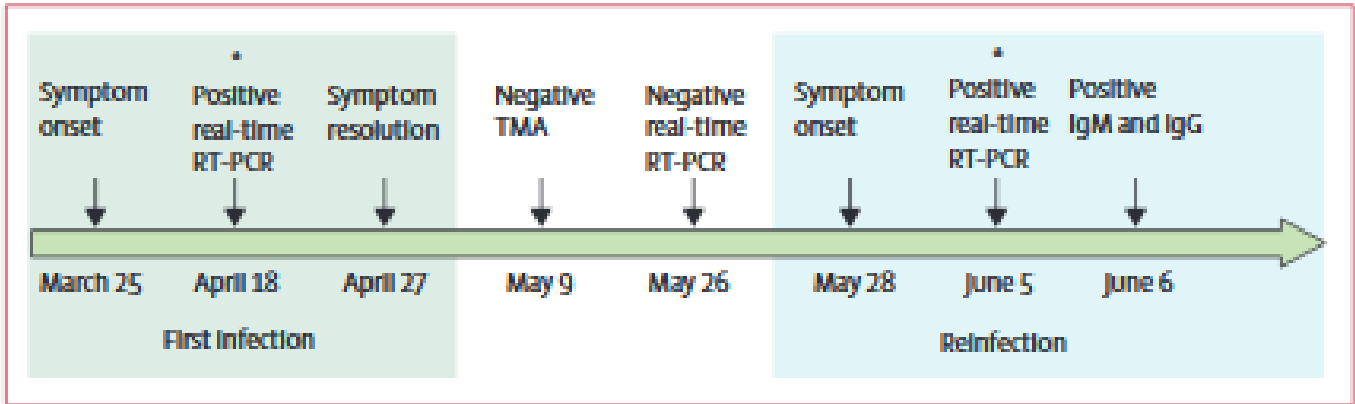 *
*
Symptom
onset
Positive
real-time
RT-PCR
Symptom
resolution
Negative
TMA
Negative
real-time
RT-PCR
Symptom
onset
Positive
real-time
RT-PCR
Positive
IgM and IgG
March 25
April 18
April 27
May 9
May 26
May 28
June 5
June 6
First infection
Reinfection